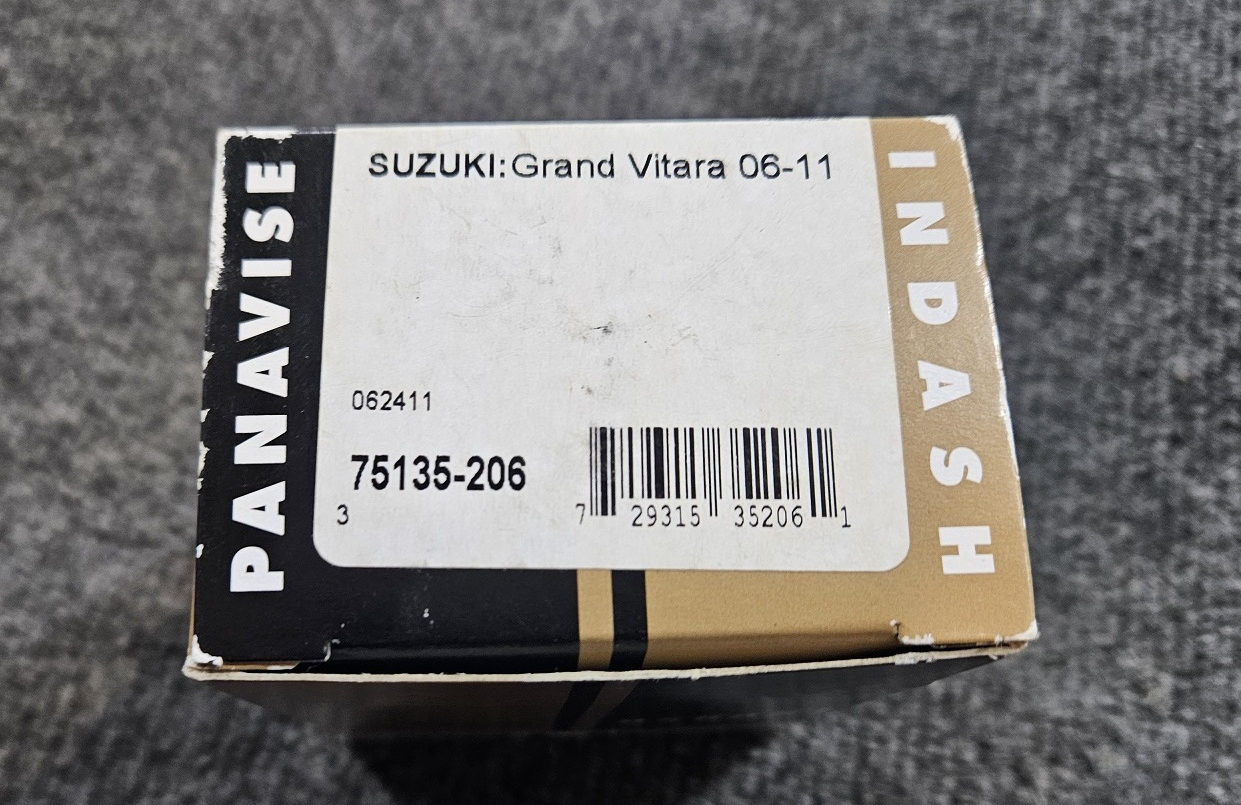 PANAVISE
SUZUKI: Grand Vitara 06-11
062411
75135-206
3
7 29315 35206 1
INDASH